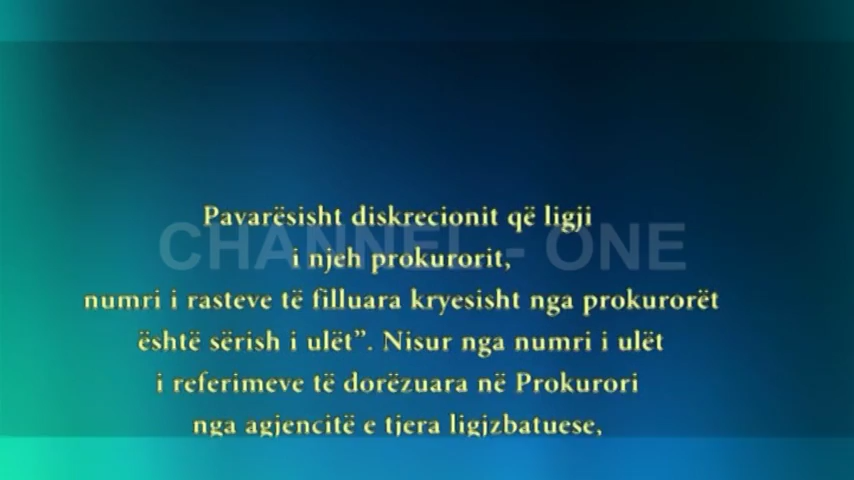 Pavarësisht diskrecionit që ligji
CHANNEL - ONE
i njeh prokurorit,
numri i rasteve të filluara kryesisht nga prokurorët
është sërish i ulët”. Nisur nga numri i ulët
i referimeve të dorëzuara në Prokurori
nga agjencitë e tjera ligjzbatuese,